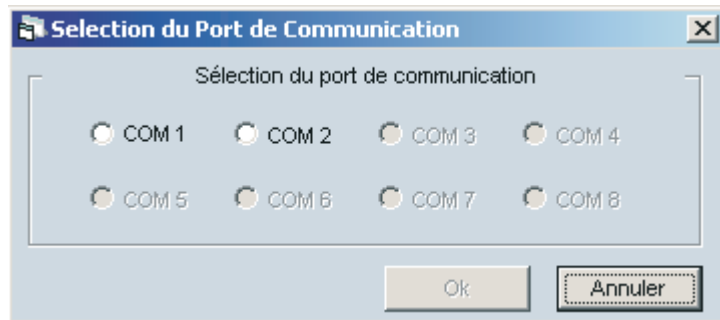 Selection du Port de Communication
Sélection du port de communication
COM 1 COM 2 COM 3 COM 4
COM 5 COM 6 COM 7 COM 8
Ok Annuler